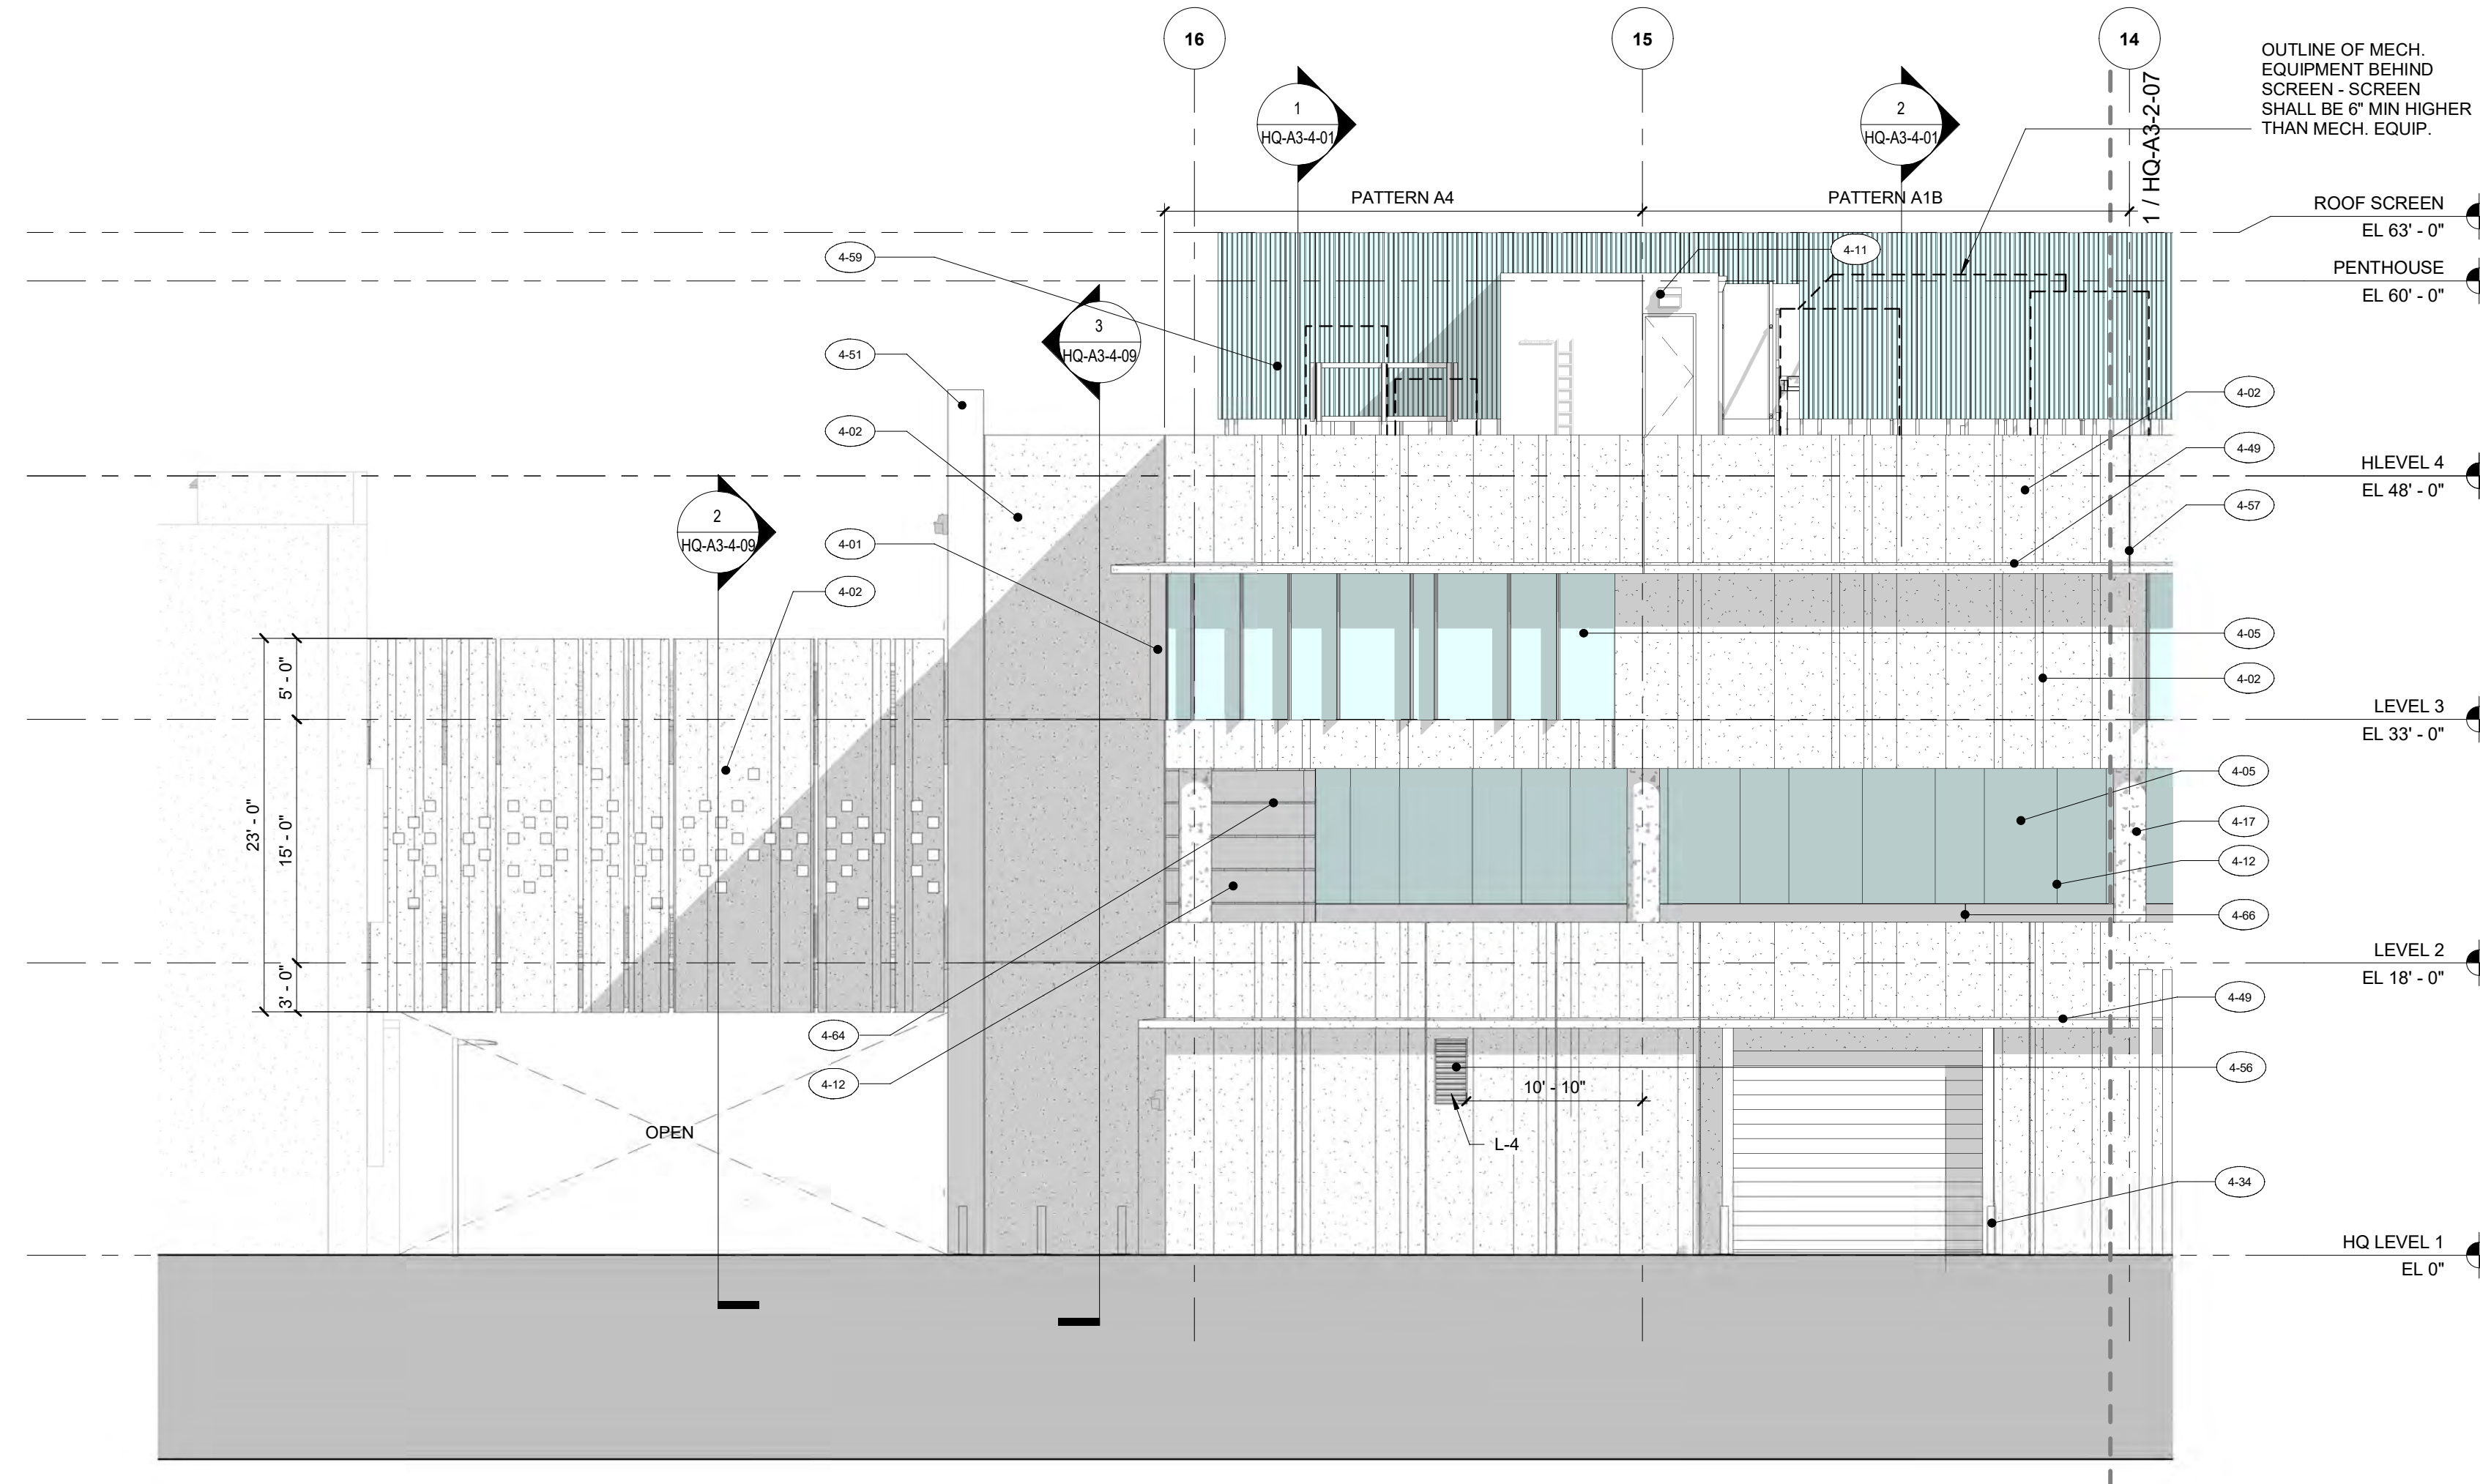 16
15
14
OUTLINE OF MECH.
EQUIPMENT BEHIND
SCREEN - SCREEN
SHALL BE 6" MIN HIGHER
THAN MECH. EQUIP.
1 / HQ-A3-2-07
1
HQ-A3-4-01
2
HQ-A3-4-01
PATTERN A4
PATTERN A1B
ROOF SCREEN
EL 63' - 0"
PENTHOUSE
EL 60' - 0"
4-59
4-11
3
HQ-A3-4-09
4-51
4-02
4-02
4-49
HLEVEL 4
EL 48' - 0"
4-57
2
HQ-A3-4-09
4-01
4-02
4-05
4-02
LEVEL 3
EL 33' - 0"
5' - 0"
23' - 0"
15' - 0"
3' - 0"
4-05
4-17
4-12
4-66
LEVEL 2
EL 18' - 0"
4-49
4-64
4-12
4-56
10' - 10"
OPEN
L-4
4-34
HQ LEVEL 1
EL 0"